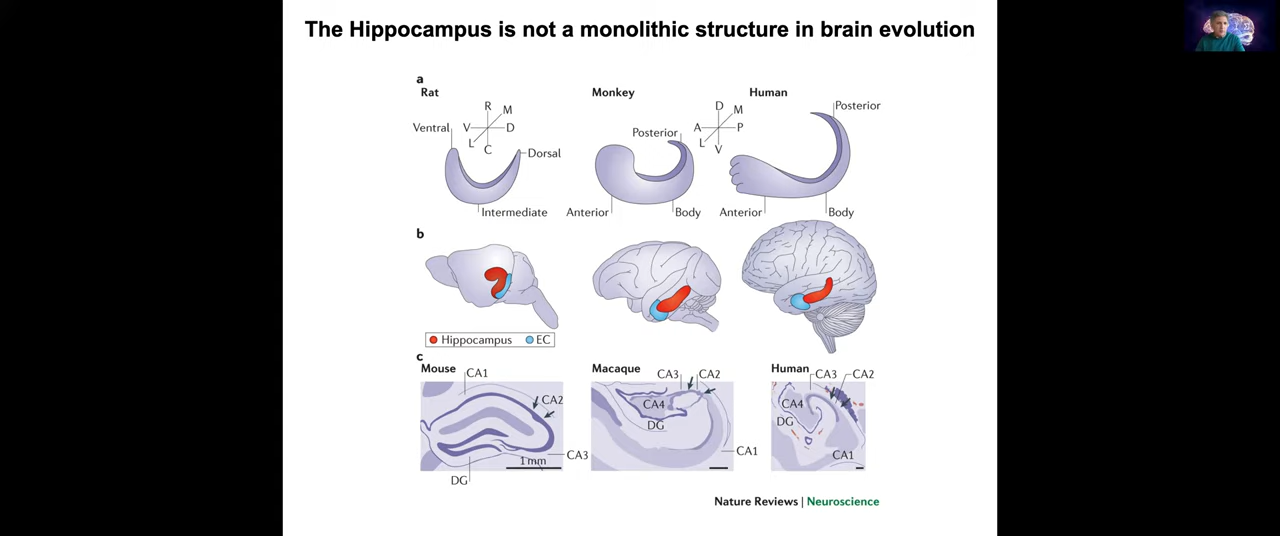 The Hippocampus is not a monolithic structure in brain evolution
a
Rat
Monkey
Human
R
M
V
D
L
C
Ventral
Dorsal
Intermediate
D
M
A
P
L
V
Posterior
Anterior
Body
Posterior
Anterior
Body
b
Hippocampus
EC
c
Mouse
CA1
CA2
CA3
1 mm
DG
Macaque
CA3
CA2
CA4
DG
CA1
Human
CA3
CA2
CA4
DG
CA1
Nature Reviews | Neuroscience